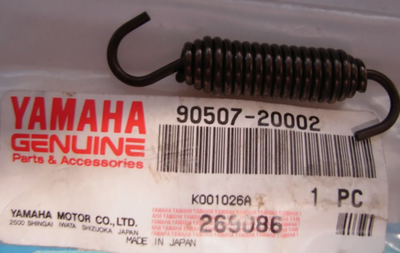 YAMAHA
GENUINE
Parts & Accessories
90507-20002
K001026A
1 PC
YAMAHA MOTOR CO., LTD.
2500 SHINGAI IWATA SHIZUOKA JAPAN
269086
MADE IN JAPAN